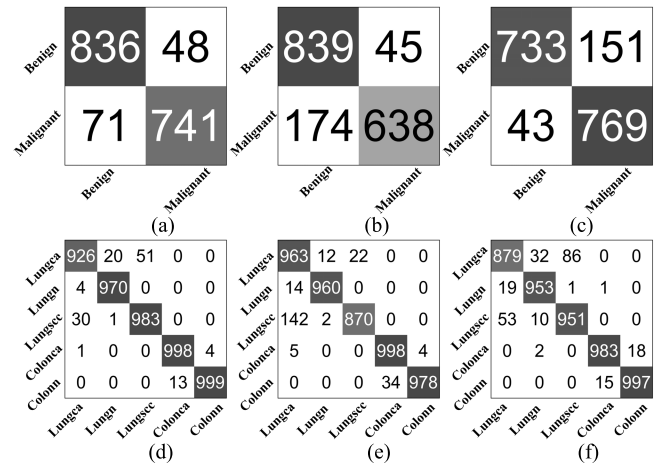 Benign 836 48
Malignant 71 741
Benign Malignant
(a)
Benign 839 45
Malignant 174 638
Benign Malignant
(b)
Benign 733 151
Malignant 43 769
Benign Malignant
(c)
Lungca 926 20 51 0 0
Lungn 4 970 0 0 0
Lungscc 30 1 983 0 0
Colonca 1 0 0 998 4
Colonn 0 0 0 13 999
Lungca Lungn Lungscc Colonca Colonn
(d)
Lungca 963 12 22 0 0
Lungn 14 960 0 0 0
Lungscc 142 2 870 0 0
Colonca 5 0 0 998 4
Colonn 0 0 0 34 978
Lungca Lungn Lungscc Colonca Colonn
(e)
Lungca 879 32 86 0 0
Lungn 19 953 1 1 0
Lungscc 53 10 951 0 0
Colonca 0 2 0 983 18
Colonn 0 0 0 15 997
Lungca Lungn Lungscc Colonca Colonn
(f)